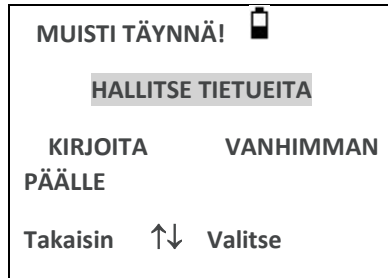 MUISTI TÄYNNÄ!
HALLITSE TIETUEITA
KIRJOITA VANHIMMAN
PÄÄLLE
Takaisin ↑↓ Valitse